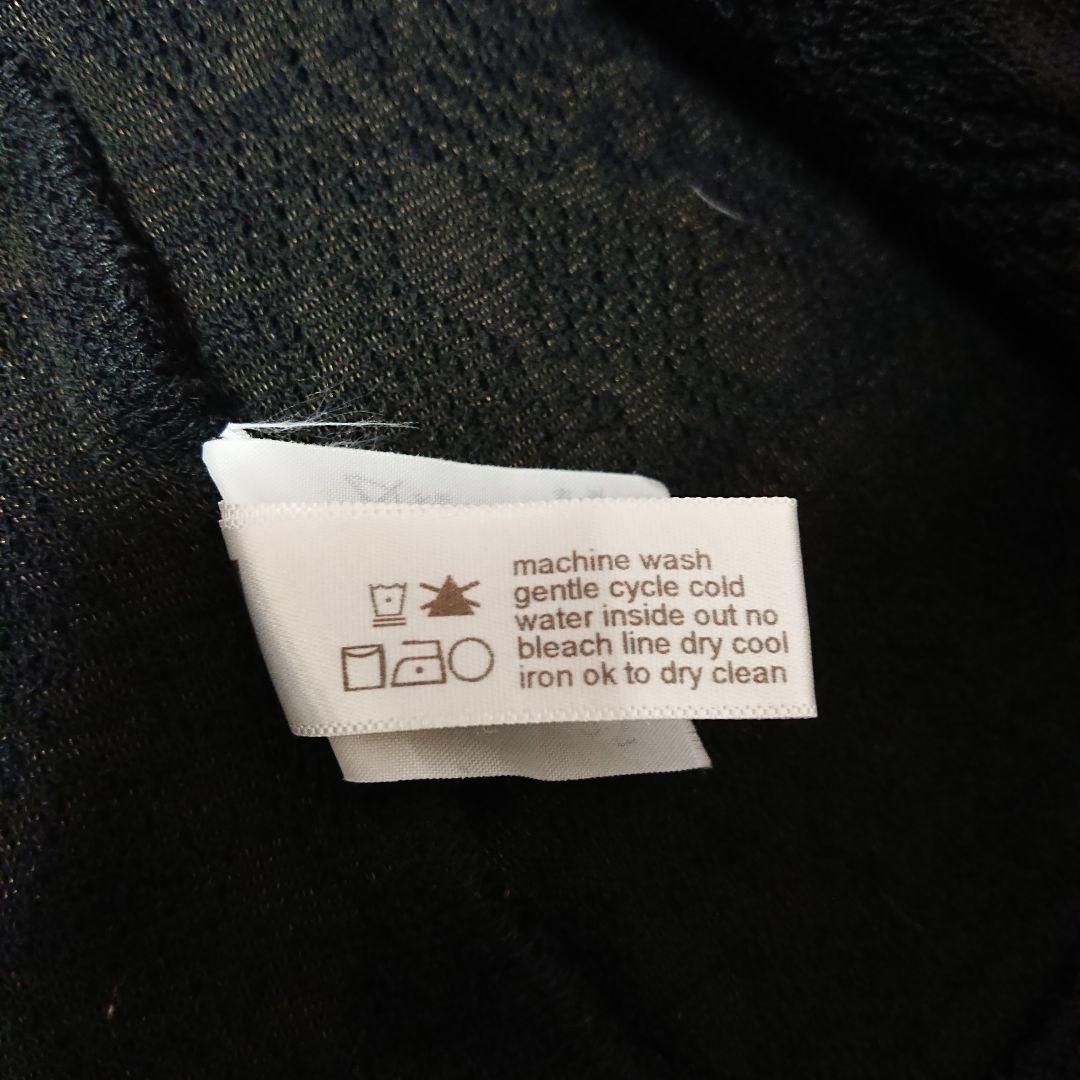 machine wash
gentle cycle cold
water inside out no
bleach line dry cool
iron ok to dry clean